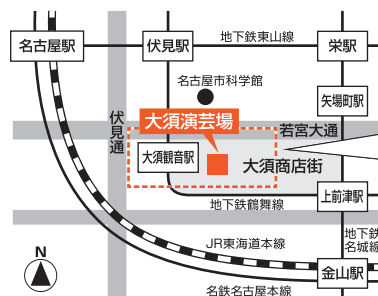 名古屋駅
伏見駅
地下鉄東山線
栄駅
名古屋市科学館
矢場町駅
伏見通
大須演芸場
若宮大通
大須観音駅
大須商店街
上前津駅
地下鉄鶴舞線
地下鉄
名城線
JR東海道本線
金山駅
名鉄名古屋本線
N